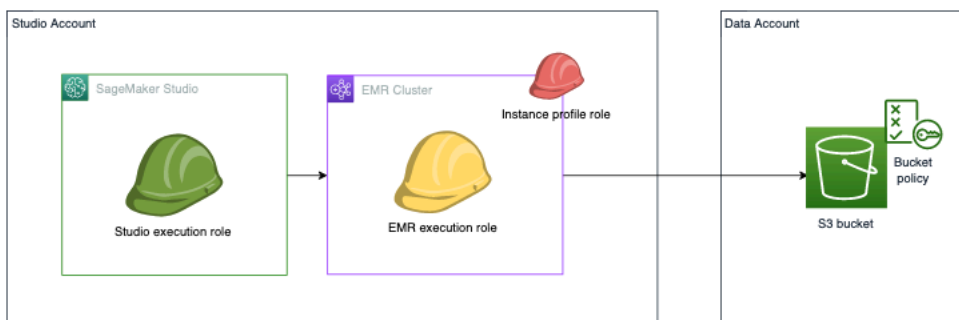 Studio Account
Data Account
SageMaker Studio
EMR Cluster
Instance profile role
Studio execution role
EMR execution role
Bucket
policy
S3 bucket